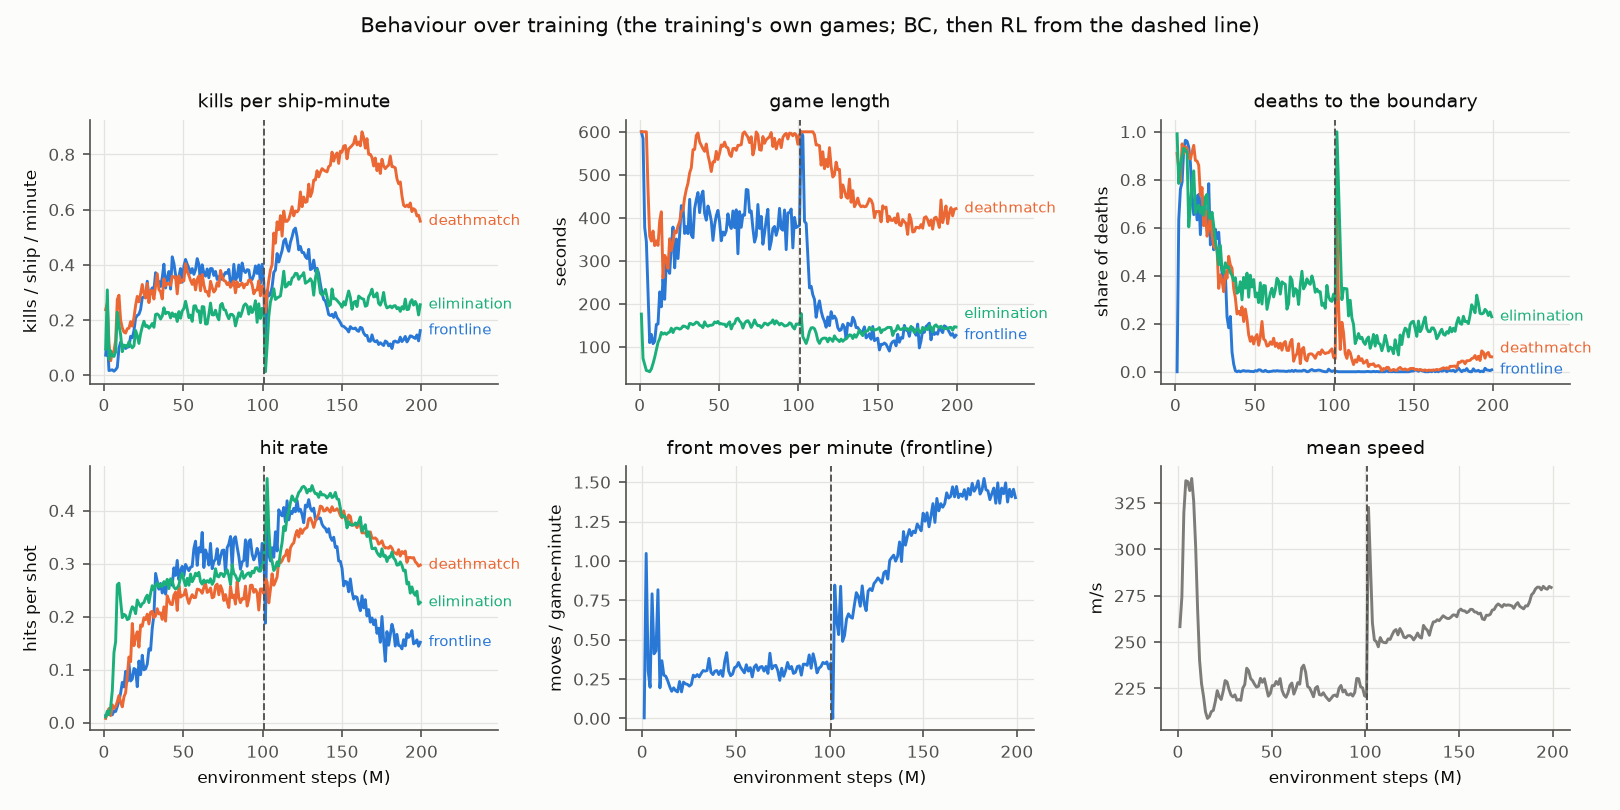 Behaviour over training (the training's own games; BC, then RL from the dashed line)
kills per ship-minute
kills / ship / minute
0.8
0.6
0.4
0.2
0.0
0 50 100 150 200
deathmatch
elimination
frontline
game length
seconds
600
500
400
300
200
100
0 50 100 150 200
deathmatch
elimination
frontline
deaths to the boundary
share of deaths
1.0
0.8
0.6
0.4
0.2
0.0
0 50 100 150 200
elimination
deathmatch
frontline
hit rate
hits per shot
0.4
0.3
0.2
0.1
0.0
0 50 100 150 200
environment steps (M)
deathmatch
elimination
frontline
front moves per minute (frontline)
moves / game-minute
1.50
1.25
1.00
0.75
0.50
0.25
0.00
0 50 100 150 200
environment steps (M)
mean speed
m/s
325
300
275
250
225
0 50 100 150 200
environment steps (M)